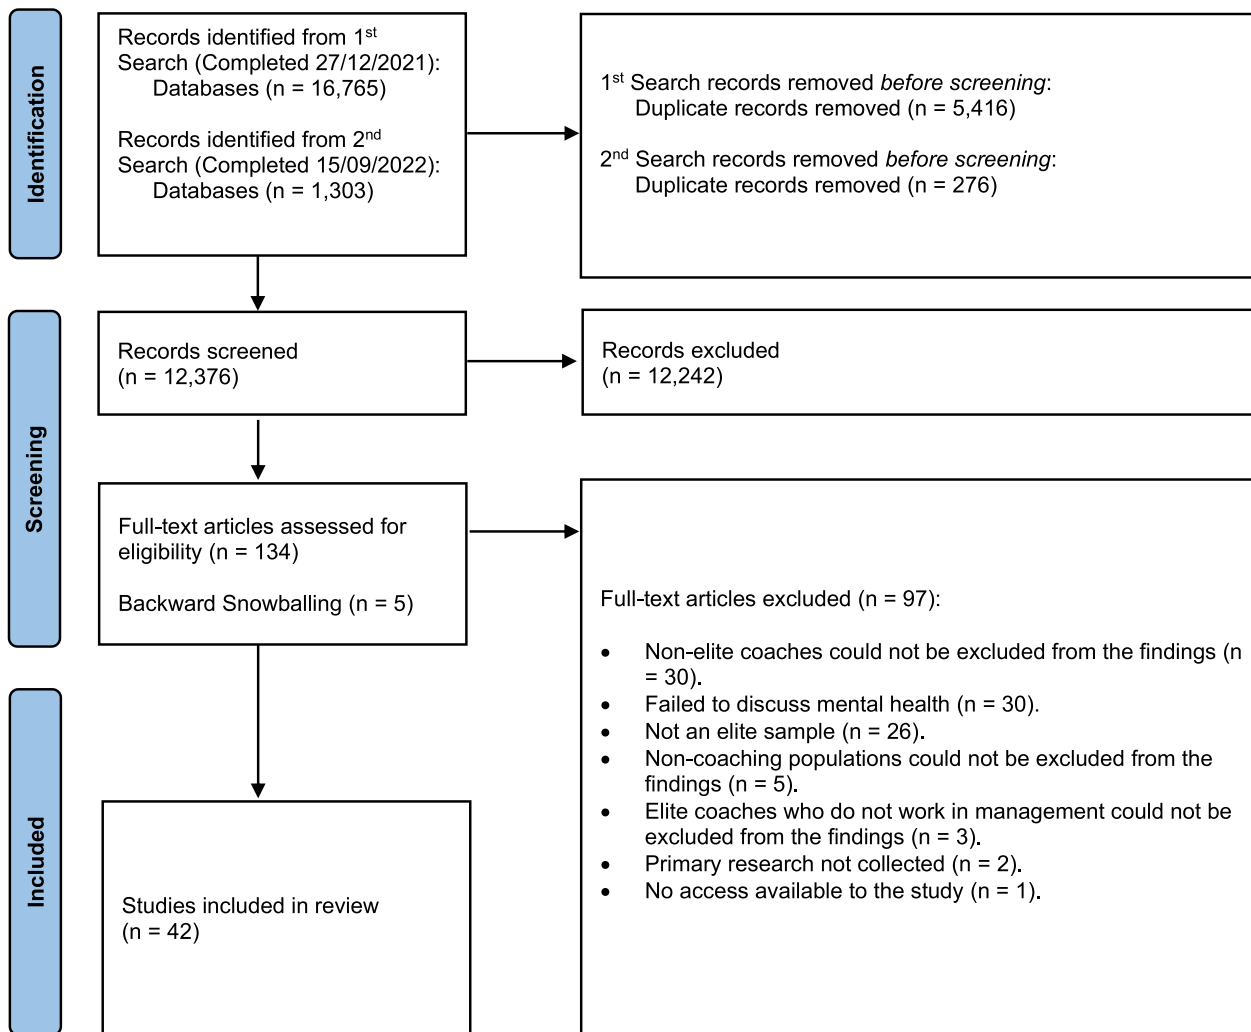 Identification
Records identified from 1st
Search (Completed 27/12/2021):
Databases (n = 16,765)
Records identified from 2nd
Search (Completed 15/09/2022):
Databases (n = 1,303)
1st Search records removed before screening:
Duplicate records removed (n = 5,416)
2nd Search records removed before screening:
Duplicate records removed (n = 276)
Screening
Records screened
(n = 12,376)
Records excluded
(n = 12,242)
Full-text articles assessed for
eligibility (n = 134)
Backward Snowballing (n = 5)
Full-text articles excluded (n = 97):
• Non-elite coaches could not be excluded from the findings (n
= 30).
• Failed to discuss mental health (n = 30).
• Not an elite sample (n = 26).
• Non-coaching populations could not be excluded from the
findings (n = 5).
• Elite coaches who do not work in management could not be
excluded from the findings (n = 3).
• Primary research not collected (n = 2).
• No access available to the study (n = 1).
Included
Studies included in review
(n = 42)